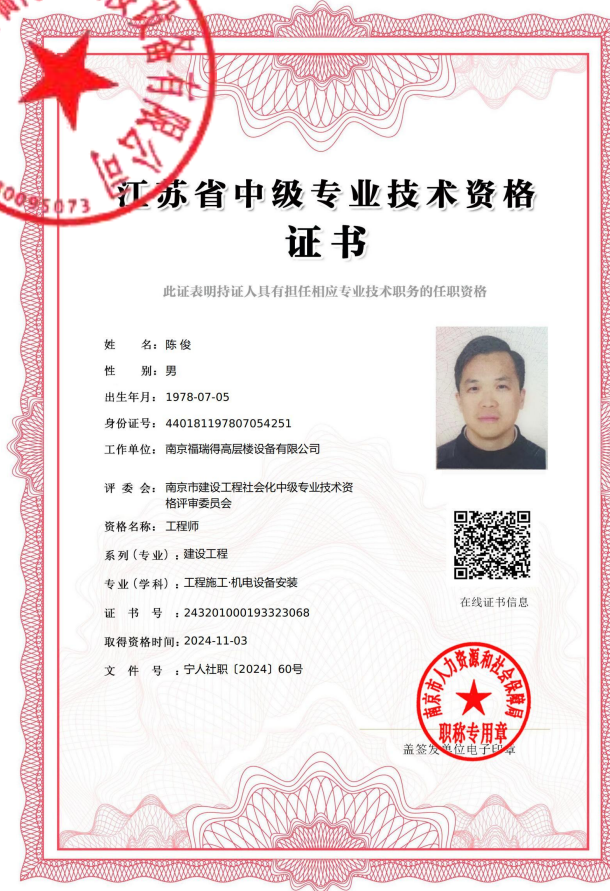 设备有限公司
0095073
江苏省中级专业技术资格
证书
此证表明持证人具有担任相应专业技术职务的任职资格
姓 名：陈 俊
性 别：男
出生年月：1978-07-05
身份证号：440181197807054251
工作单位：南京福瑞得高层楼设备有限公司
评 委 会：南京市建设工程社会化中级专业技术资
格评审委员会
资格名称：工程师
系列（专业）：建设工程
专业（学科）：工程施工·机电设备安装
证 书 号：243201000193323068
取得资格时间：2024-11-03
文 件 号：宁人社职〔2024〕60号
在线证书信息
南京市人力资源和社会保障局
职称专用章
盖签发单位电子印章